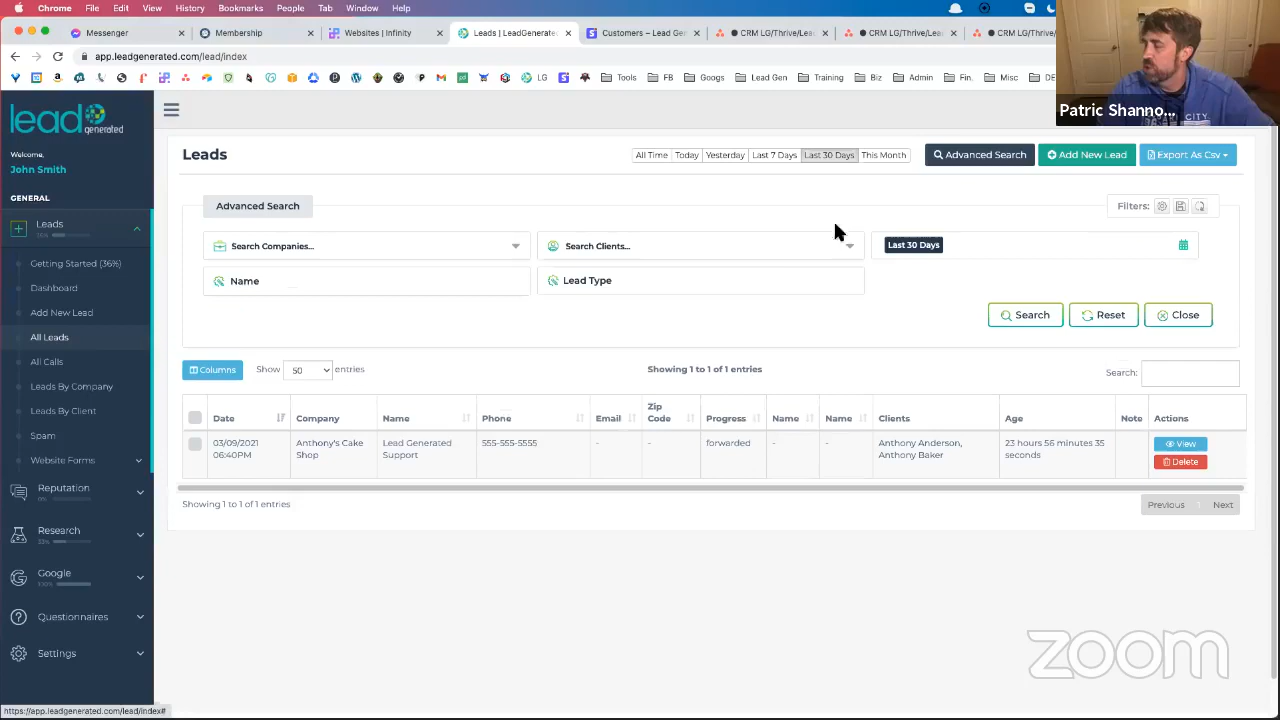 Chrome File Edit View History Bookmarks People Tab Window Help
Messenger
Membership
Websites | Infinity
Leads | LeadGenerated
Customers – Lead Gen
CRM LG/Thrive/Leads
CRM LG/Thrive/Lead
CRM LG/Thrive/L
app.leadgenerated.com/lead/index
LG
Tools
FB
Googs
Lead Gen
Training
Biz
Admin
Fin.
Misc
DE
Patric Shanno...
CITY
lead
generated
Welcome,
John Smith
GENERAL
Leads
Getting Started (36%)
Dashboard
Add New Lead
All Leads
All Calls
Leads By Company
Leads By Client
Spam
Website Forms
Reputation
0%
Research
33%
Google
100%
Questionnaires
Settings
https://app.leadgenerated.com/lead/index#
Leads
All Time Today Yesterday Last 7 Days Last 30 Days This Month
Advanced Search
Add New Lead
Export As Csv
Advanced Search
Filters:
Search Companies...
Search Clients...
Last 30 Days
Name
Lead Type
Search
Reset
Close
Columns
Show 50 entries
Showing 1 to 1 of 1 entries
Search:
Date Company Name Phone Email Zip Code Progress Name Name Clients Age Note Actions
03/09/2021 06:40PM Anthony's Cake Shop Lead Generated Support 555-555-5555 - - forwarded - - Anthony Anderson, Anthony Baker 23 hours 56 minutes 35 seconds View
Delete
Showing 1 to 1 of 1 entries
Previous 1 Next
zoom